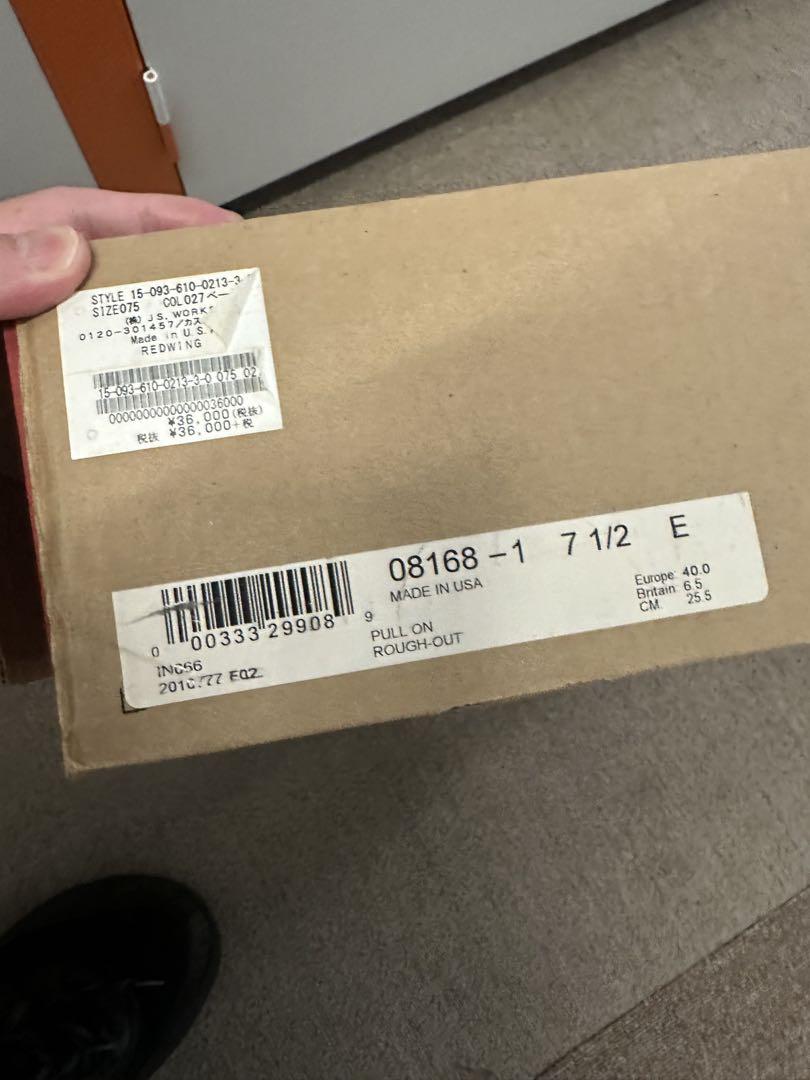 STYLE 15-093-610-0213-3-
SIZE075 COL027ベー
(株) J.S. WORKS
0120-301457/カス
Made in U.S.
REDWING
15-093-610-0213-3-0 075 02
00000000000000036000
¥36,000(税抜)
税抜 ¥36,000+税
08168-1 7 1/2 E
MADE IN USA
Europe 40.0
Britain 6.5
CM. 25.5
0 00333 29908 9
PULL ON
ROUGH-OUT
E02